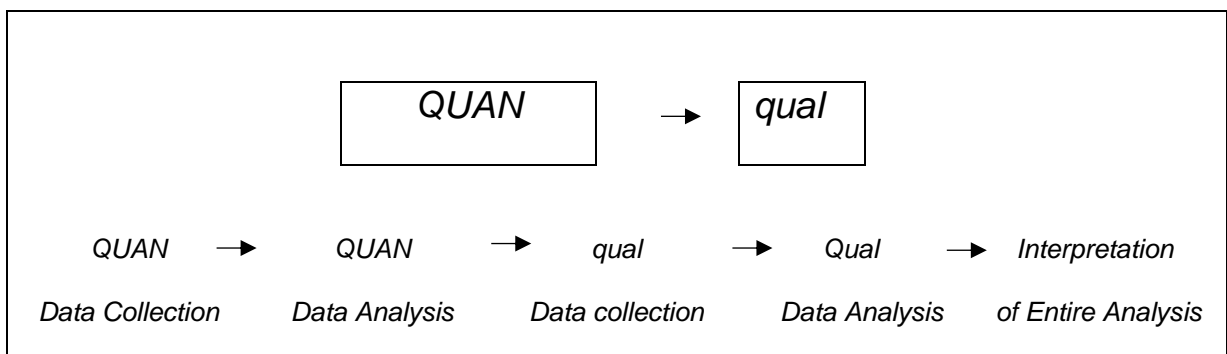 QUAN → qual
QUAN → QUAN → qual → Qual → Interpretation
Data Collection Data Analysis Data collection Data Analysis of Entire Analysis